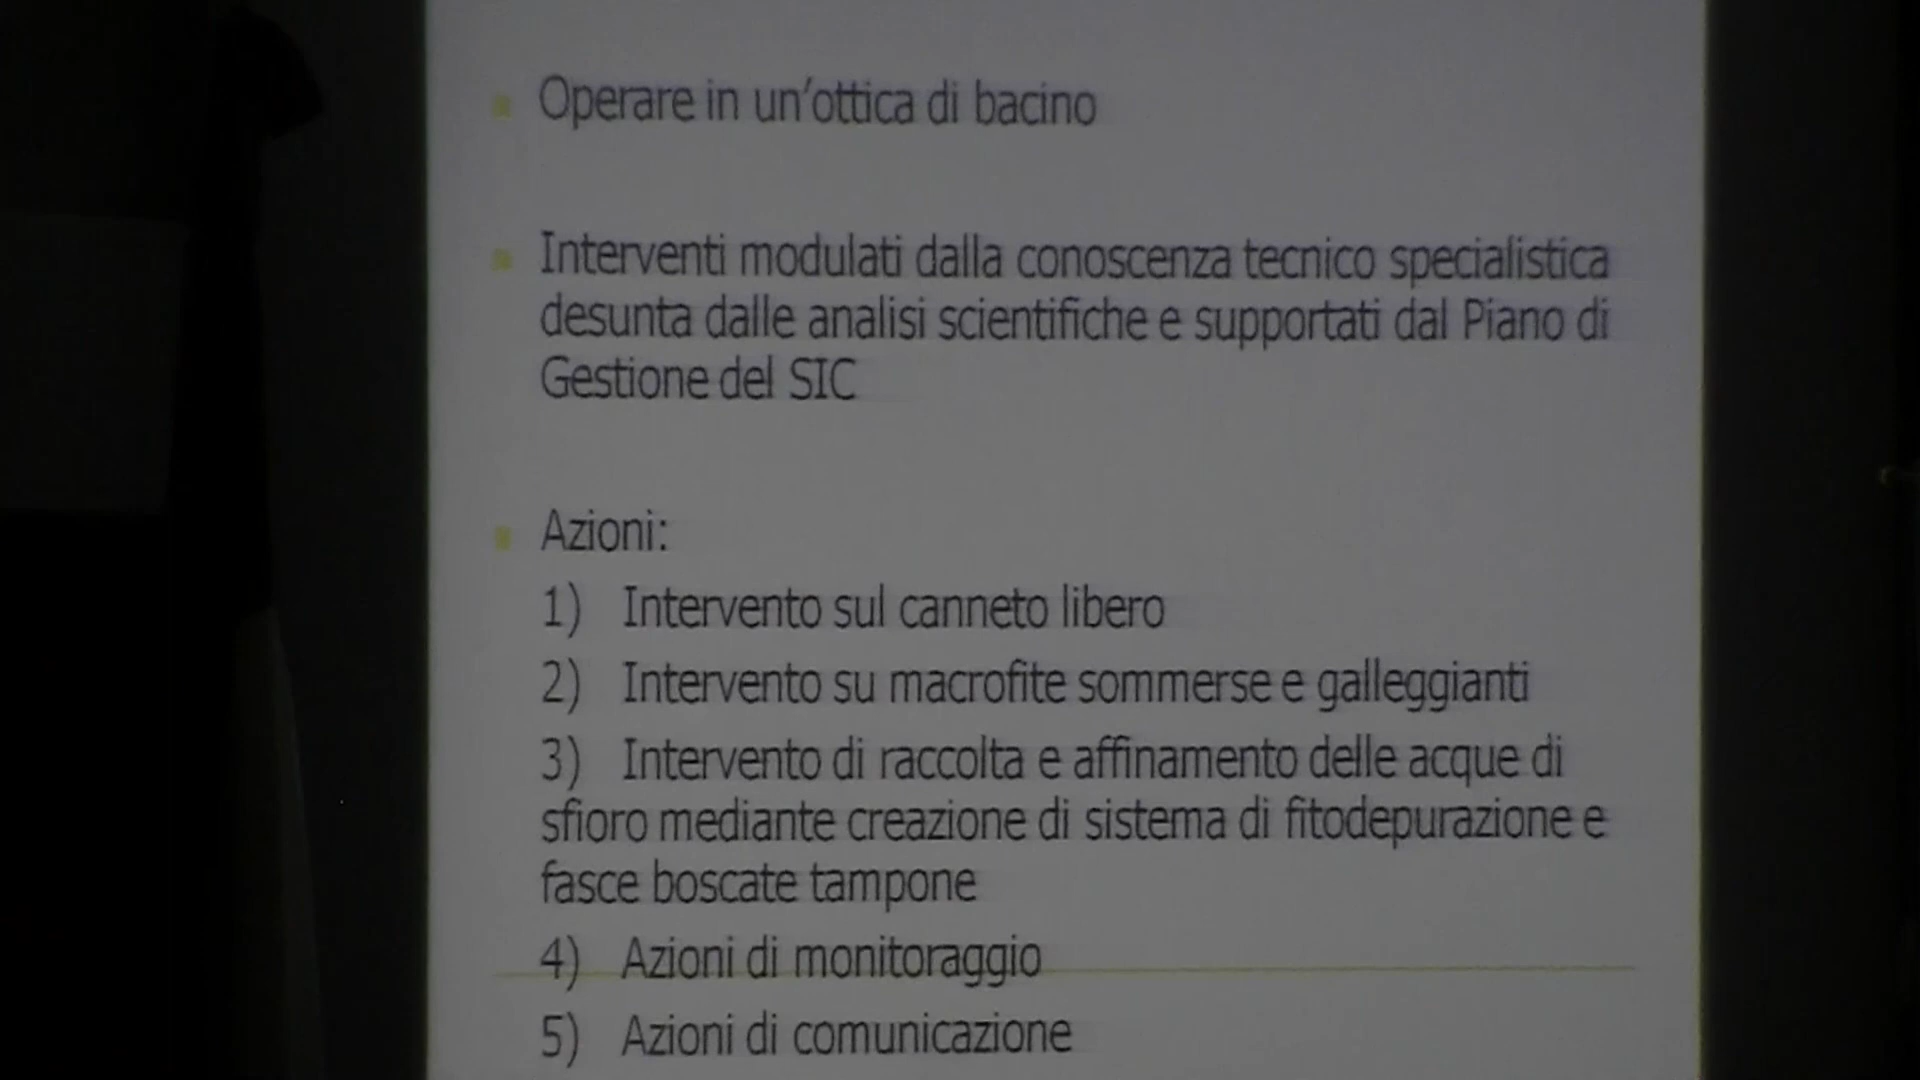 Operare in un'ottica di bacino
Interventi modulati dalla conoscenza tecnico specialistica
desunta dalle analisi scientifiche e supportati dal Piano di
Gestione del SIC
Azioni:
1) Intervento sul canneto libero
2) Intervento su macrofite sommerse e galleggianti
3) Intervento di raccolta e affinamento delle acque di
sfioro mediante creazione di sistema di fitodepurazione e
fasce boscate tampone
4) Azioni di monitoraggio
5) Azioni di comunicazione